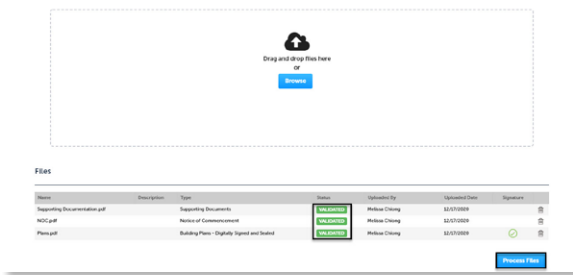 Drag and drop files here
or
Browse
Files
Name Description Type Status Uploaded By Uploaded Date Signature
Supporting Documentation.pdf Supporting Documents VALIDATED Melissa Chiong 12/17/2020
NOC.pdf Notice of Commencement VALIDATED Melissa Chiong 12/17/2020
Plans.pdf Building Plans - Digitally Signed and Sealed VALIDATED Melissa Chiong 12/17/2020
Process Files